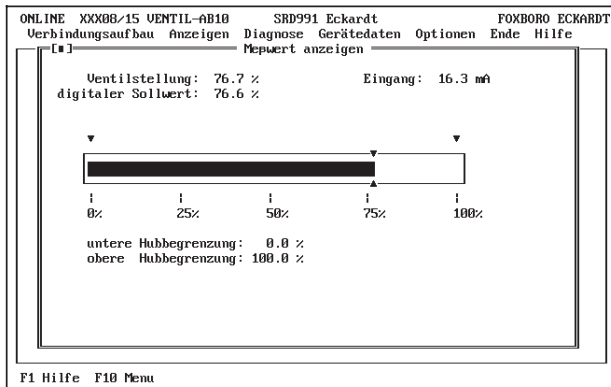 ONLINE XXX08/15 VENTIL-AB10 SRD991 Eckardt FOXBORO ECKARDT
Verbindungsaufbau Anzeigen Diagnose Gerätedaten Optionen Ende Hilfe
Meβwert anzeigen
Ventilstellung: 76.7 % Eingang: 16.3 mA
digitaler Sollwert: 76.6 %
0% 25% 50% 75% 100%
untere Hubbegrenzung: 0.0 %
obere Hubbegrenzung: 100.0 %
F1 Hilfe F10 Menu